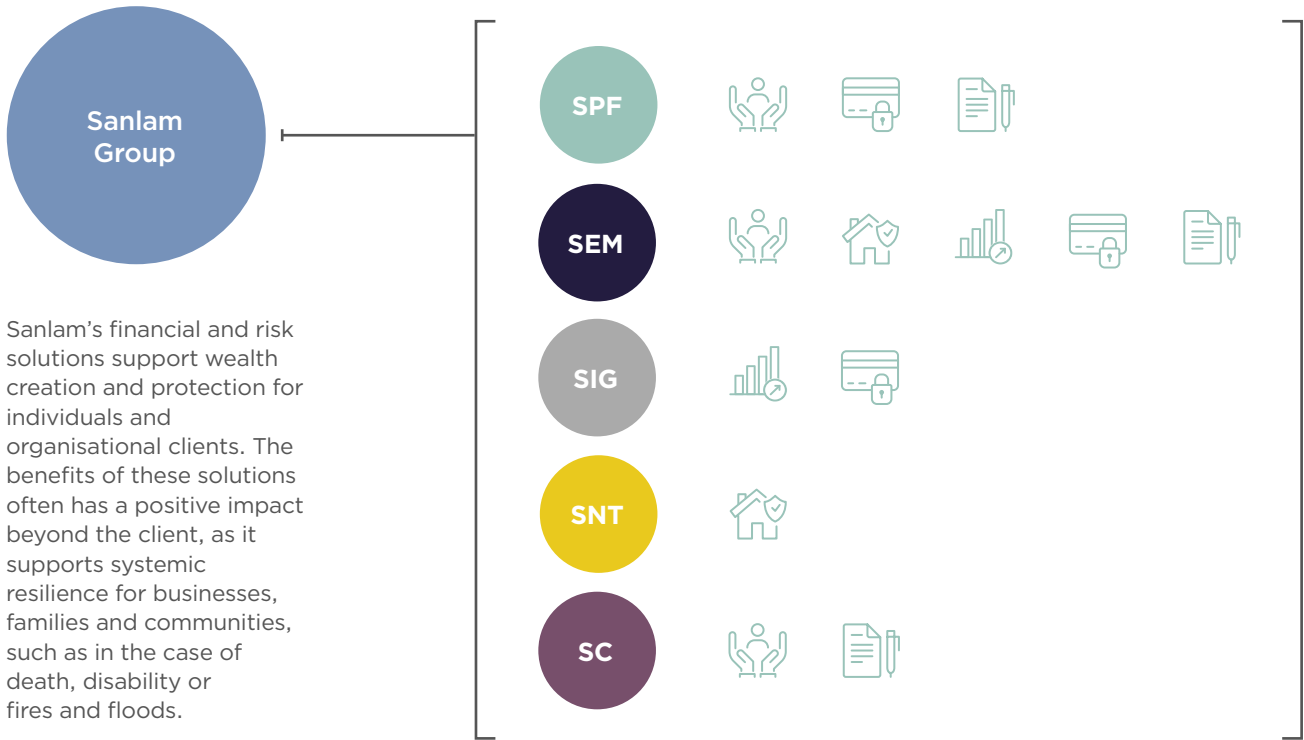 Sanlam
Group
Sanlam's financial and risk
solutions support wealth
creation and protection for
individuals and
organisational clients. The
benefits of these solutions
often has a positive impact
beyond the client, as it
supports systemic
resilience for businesses,
families and communities,
such as in the case of
death, disability or
fires and floods.
SPF
SEM
SIG
SNT
SC